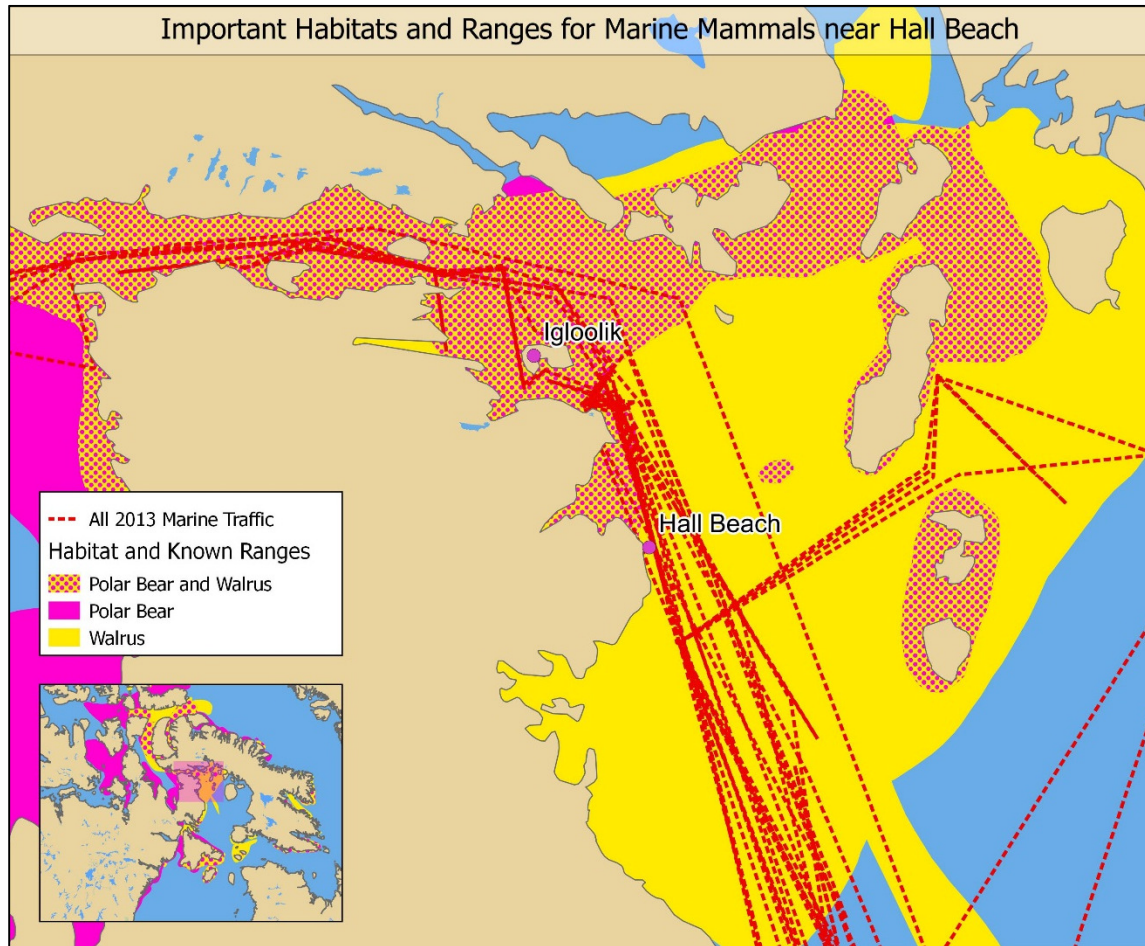 Important Habitats and Ranges for Marine Mammals near Hall Beach
Igloolik
Hall Beach
All 2013 Marine Traffic
Habitat and Known Ranges
Polar Bear and Walrus
Polar Bear
Walrus